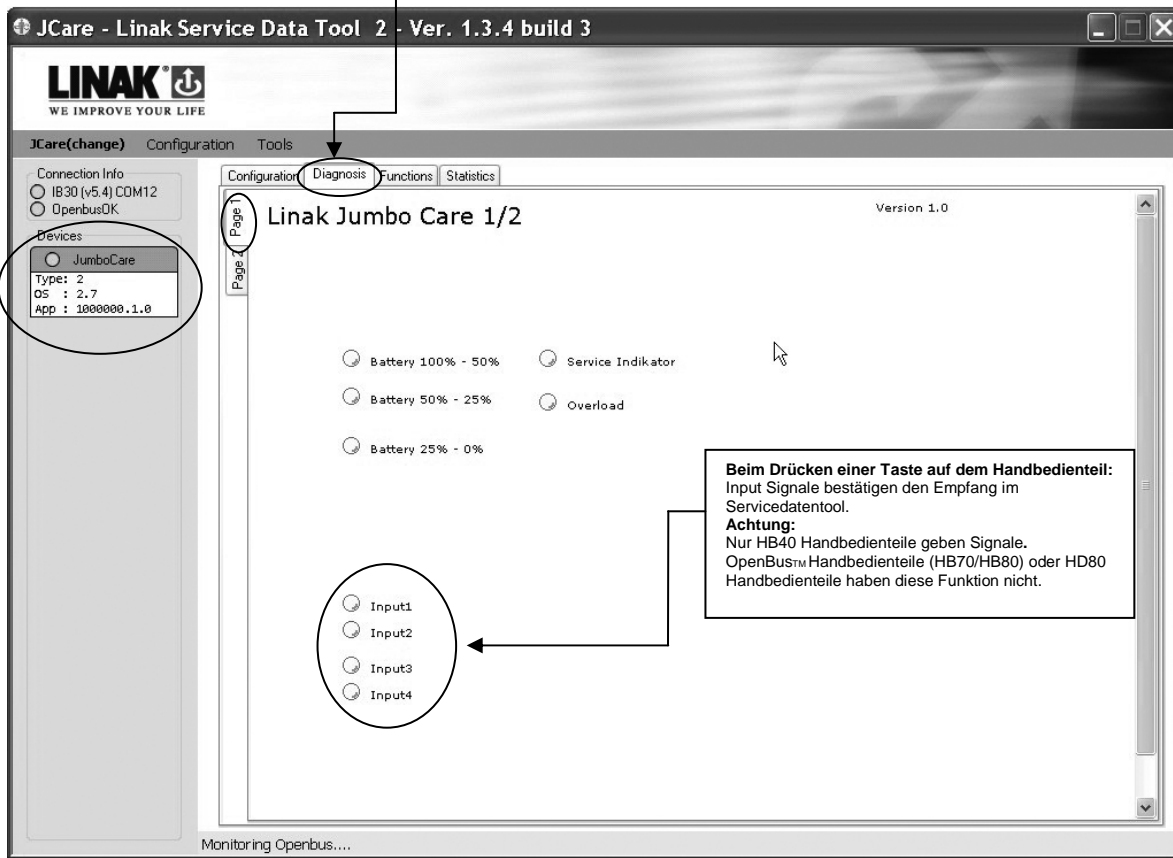 JCare - Linak Service Data Tool 2 - Ver. 1.3.4 build 3
LINAK®
WE IMPROVE YOUR LIFE
JCare(change) Configuration Tools
Connection Info
IB30 (v5.4) COM12
OpenbusOK
Devices
JumboCare
Type: 2
OS : 2.7
App : 1000000.1.0
Configuration Diagnosis Functions Statistics
Page 1
Page 2
Linak Jumbo Care 1/2
Version 1.0
Battery 100% - 50%
Service Indikator
Battery 50% - 25%
Overload
Battery 25% - 0%
Beim Drücken einer Taste auf dem Handbedienteil:
Input Signale bestätigen den Empfang im
Servicedatentool.
Achtung:
Nur HB40 Handbedienteile geben Signale.
OpenBus™ Handbedienteile (HB70/HB80) oder HD80
Handbedienteile haben diese Funktion nicht.
Input1
Input2
Input3
Input4
Monitoring Openbus....